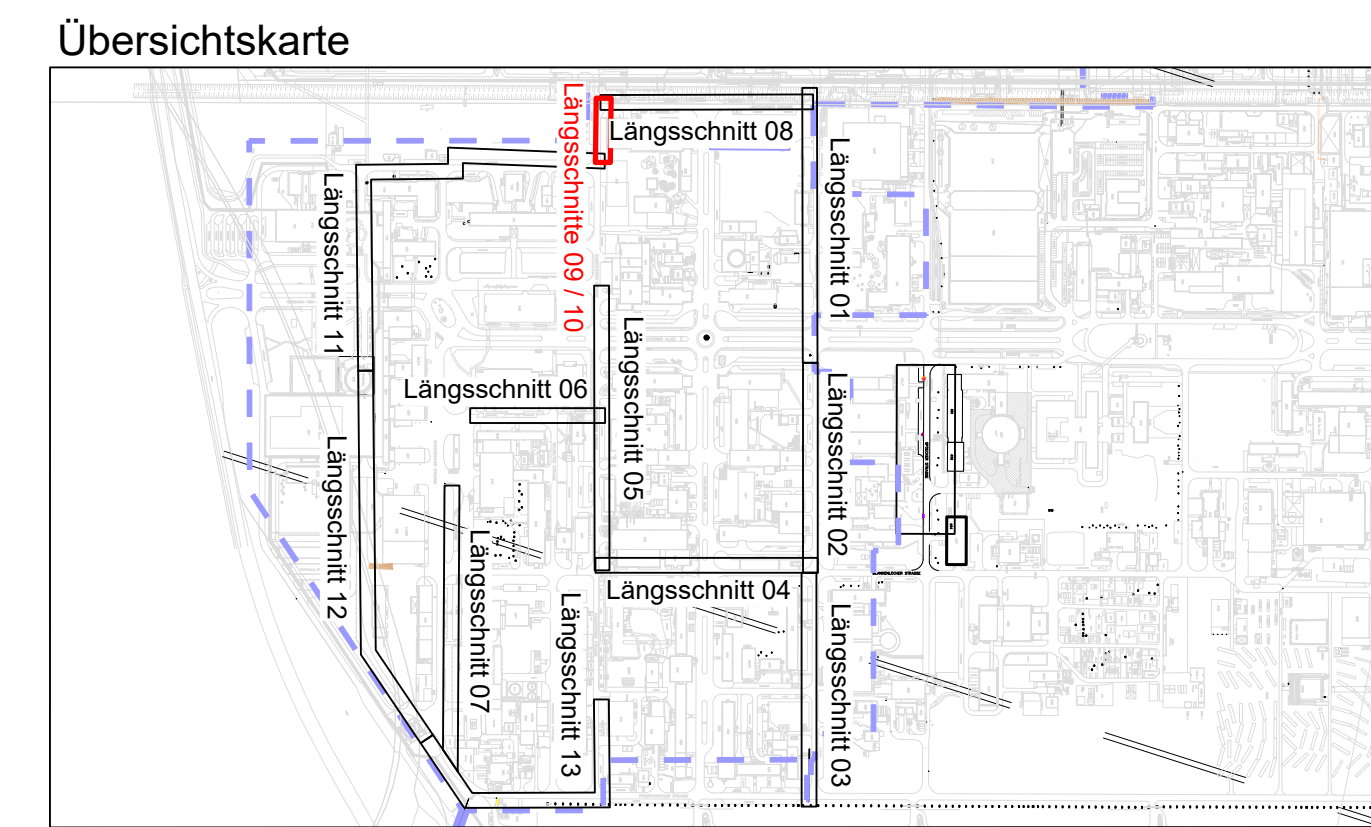 Übersichtskarte
Längsschnitte 09 / 10
Längsschnitt 08
Längsschnitt 01
Längsschnitt 11
Längsschnitt 05
Längsschnitt 06
Längsschnitt 02
Längsschnitt 12
Längsschnitt 07
Längsschnitt 04
Längsschnitt 13
Längsschnitt 03